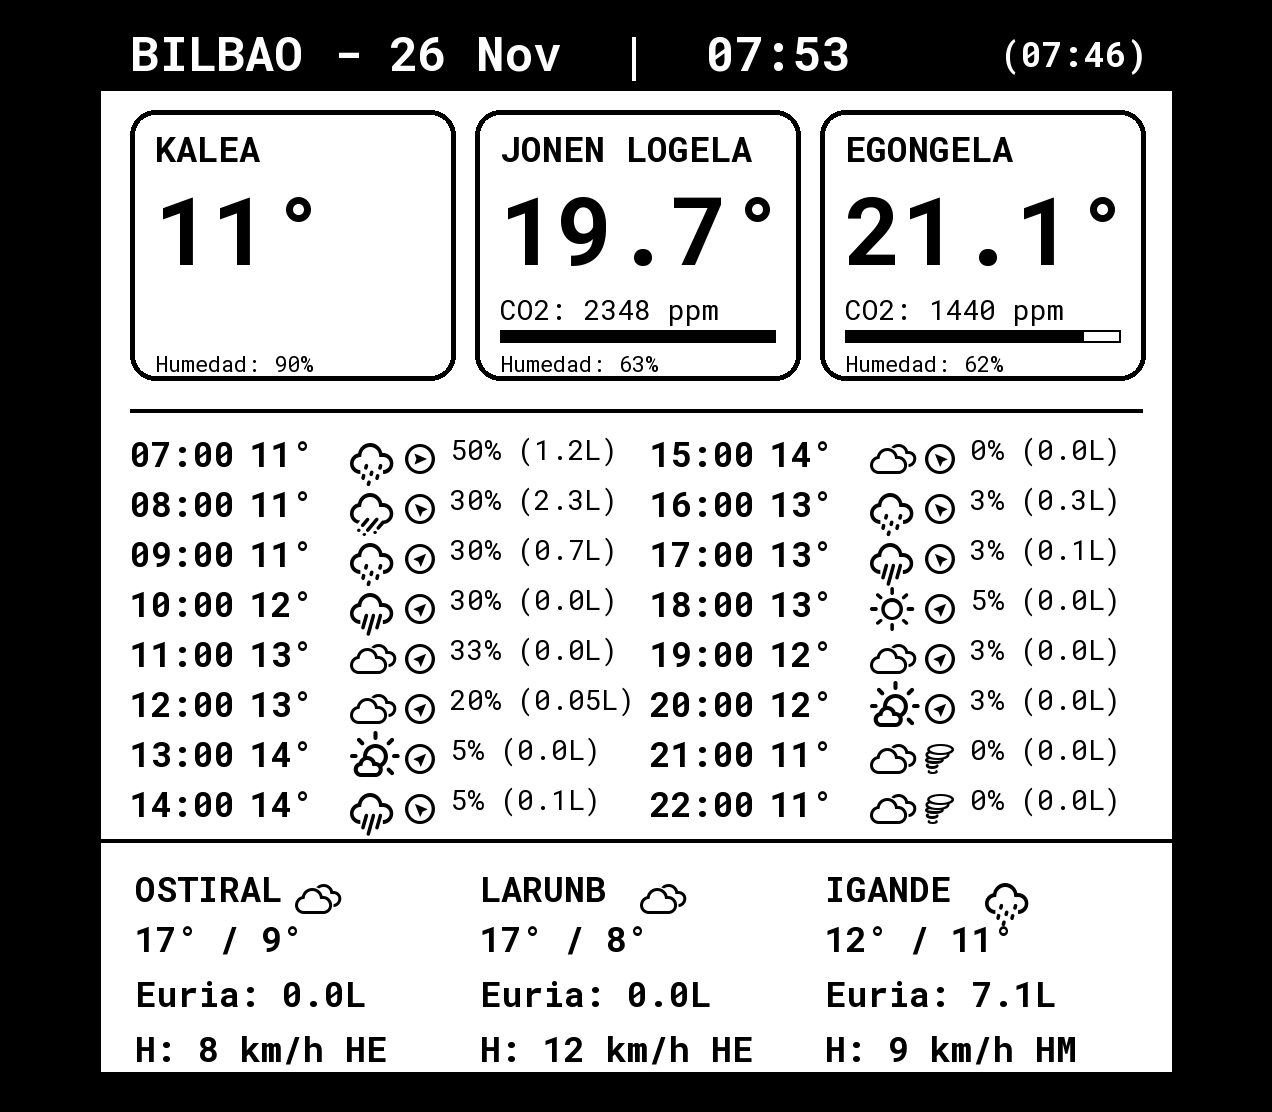 BILBAO - 26 Nov | 07:53 (07:46)
KALEA
11°
Humedad: 90%
JONEN LOGELA
19.7°
CO2: 2348 ppm
Humedad: 63%
EGONGELA
21.1°
CO2: 1440 ppm
Humedad: 62%
07:00 11° 50% (1.2L)
08:00 11° 30% (2.3L)
09:00 11° 30% (0.7L)
10:00 12° 30% (0.0L)
11:00 13° 33% (0.0L)
12:00 13° 20% (0.05L)
13:00 14° 5% (0.0L)
14:00 14° 5% (0.1L)
15:00 14° 0% (0.0L)
16:00 13° 3% (0.3L)
17:00 13° 3% (0.1L)
18:00 13° 5% (0.0L)
19:00 12° 3% (0.0L)
20:00 12° 3% (0.0L)
21:00 11° 0% (0.0L)
22:00 11° 0% (0.0L)
OSTIRAL
17° / 9°
Euria: 0.0L
H: 8 km/h HE
LARUNB
17° / 8°
Euria: 0.0L
H: 12 km/h HE
IGANDE
12° / 11°
Euria: 7.1L
H: 9 km/h HM